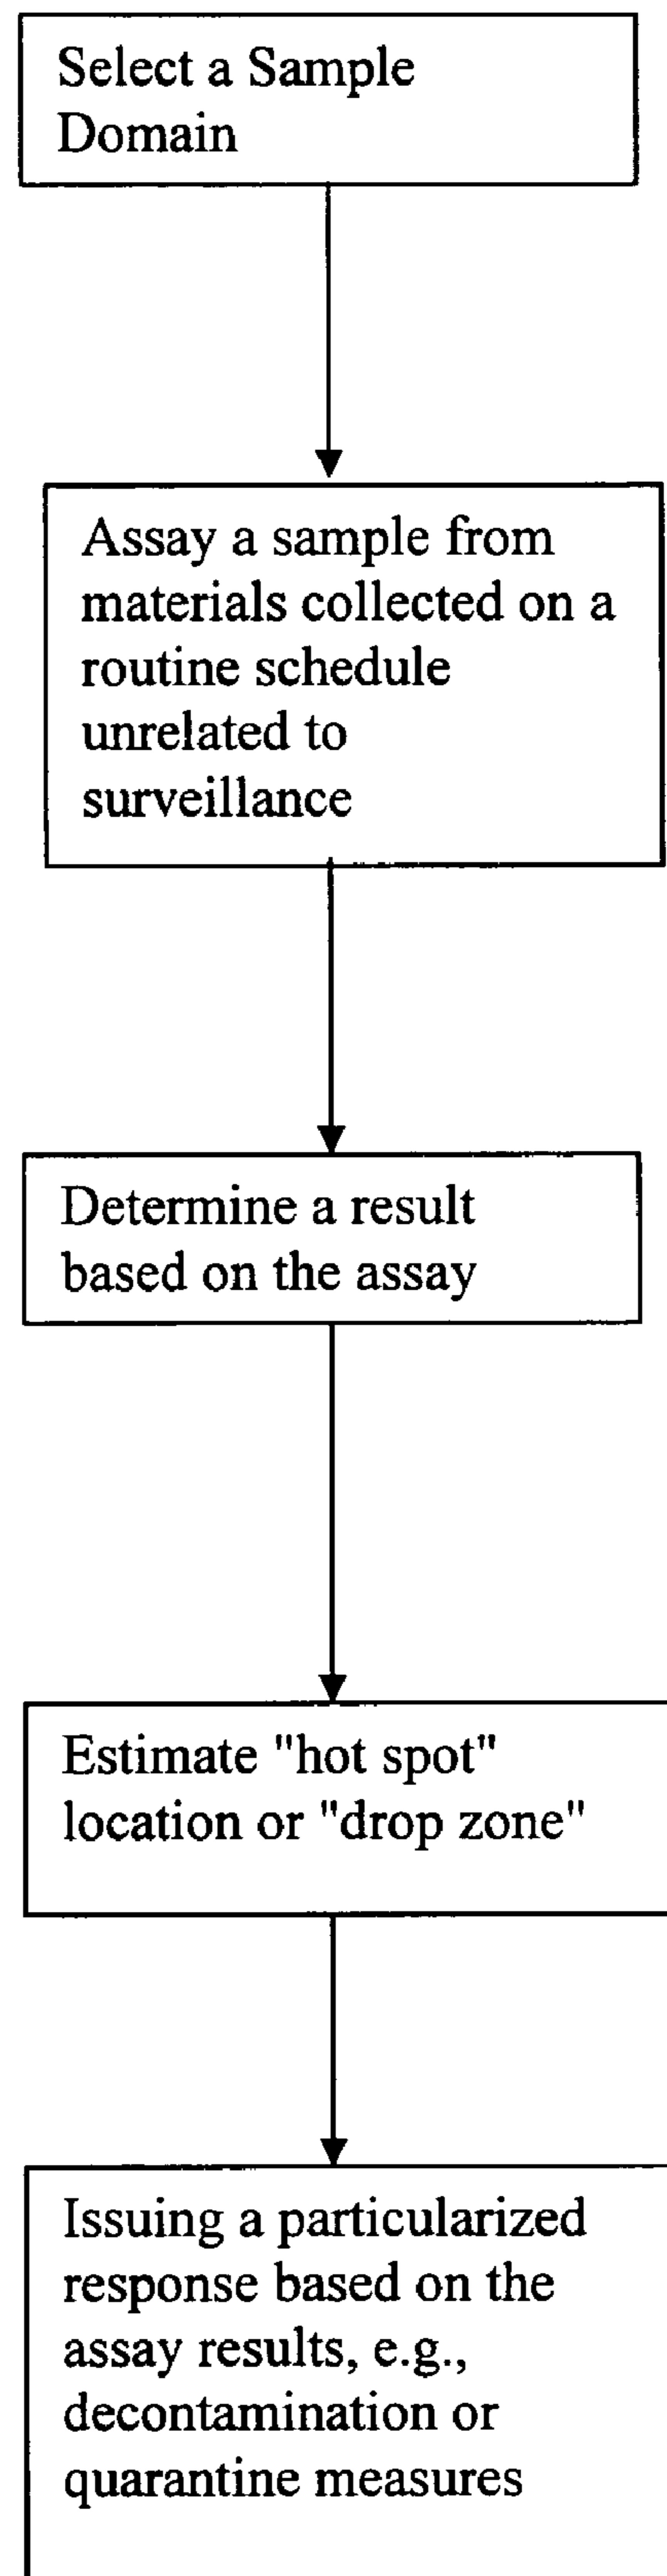 Select a Sample
Domain
Assay a sample from
materials collected on a
routine schedule
unrelated to
surveillance
Determine a result
based on the assay
Estimate "hot spot"
location or "drop zone"
Issuing a particularized
response based on the
assay results, e.g.,
decontamination or
quarantine measures